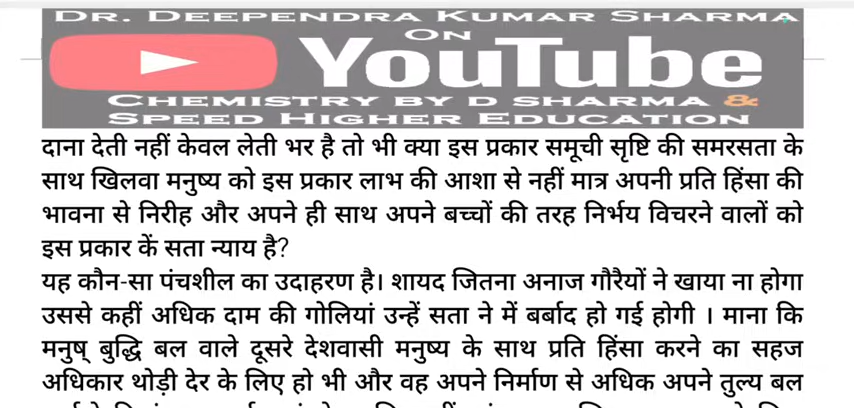 DR. DEEPENDRA KUMAR SHARMA
ON
YouTube
CHEMISTRY BY D SHARMA &
SPEED HIGHER EDUCATION
दाना देती नहीं केवल लेती भर है तो भी क्या इस प्रकार समूची सृष्टि की समरसता के
साथ खिलवा मनुष्य को इस प्रकार लाभ की आशा से नहीं मात्र अपनी प्रति हिंसा की
भावना से निरीह और अपने ही साथ अपने बच्चों की तरह निर्भय विचरने वालों को
इस प्रकार कें सता न्याय है?
यह कौन-सा पंचशील का उदाहरण है। शायद जितना अनाज गौरैयों ने खाया ना होगा
उससे कहीं अधिक दाम की गोलियां उन्हें सता ने में बर्बाद हो गई होगी । माना कि
मनुष् बुद्धि बल वाले दूसरे देशवासी मनुष्य के साथ प्रति हिंसा करने का सहज
अधिकार थोड़ी देर के लिए हो भी और वह अपने निर्माण से अधिक अपने तुल्य बल